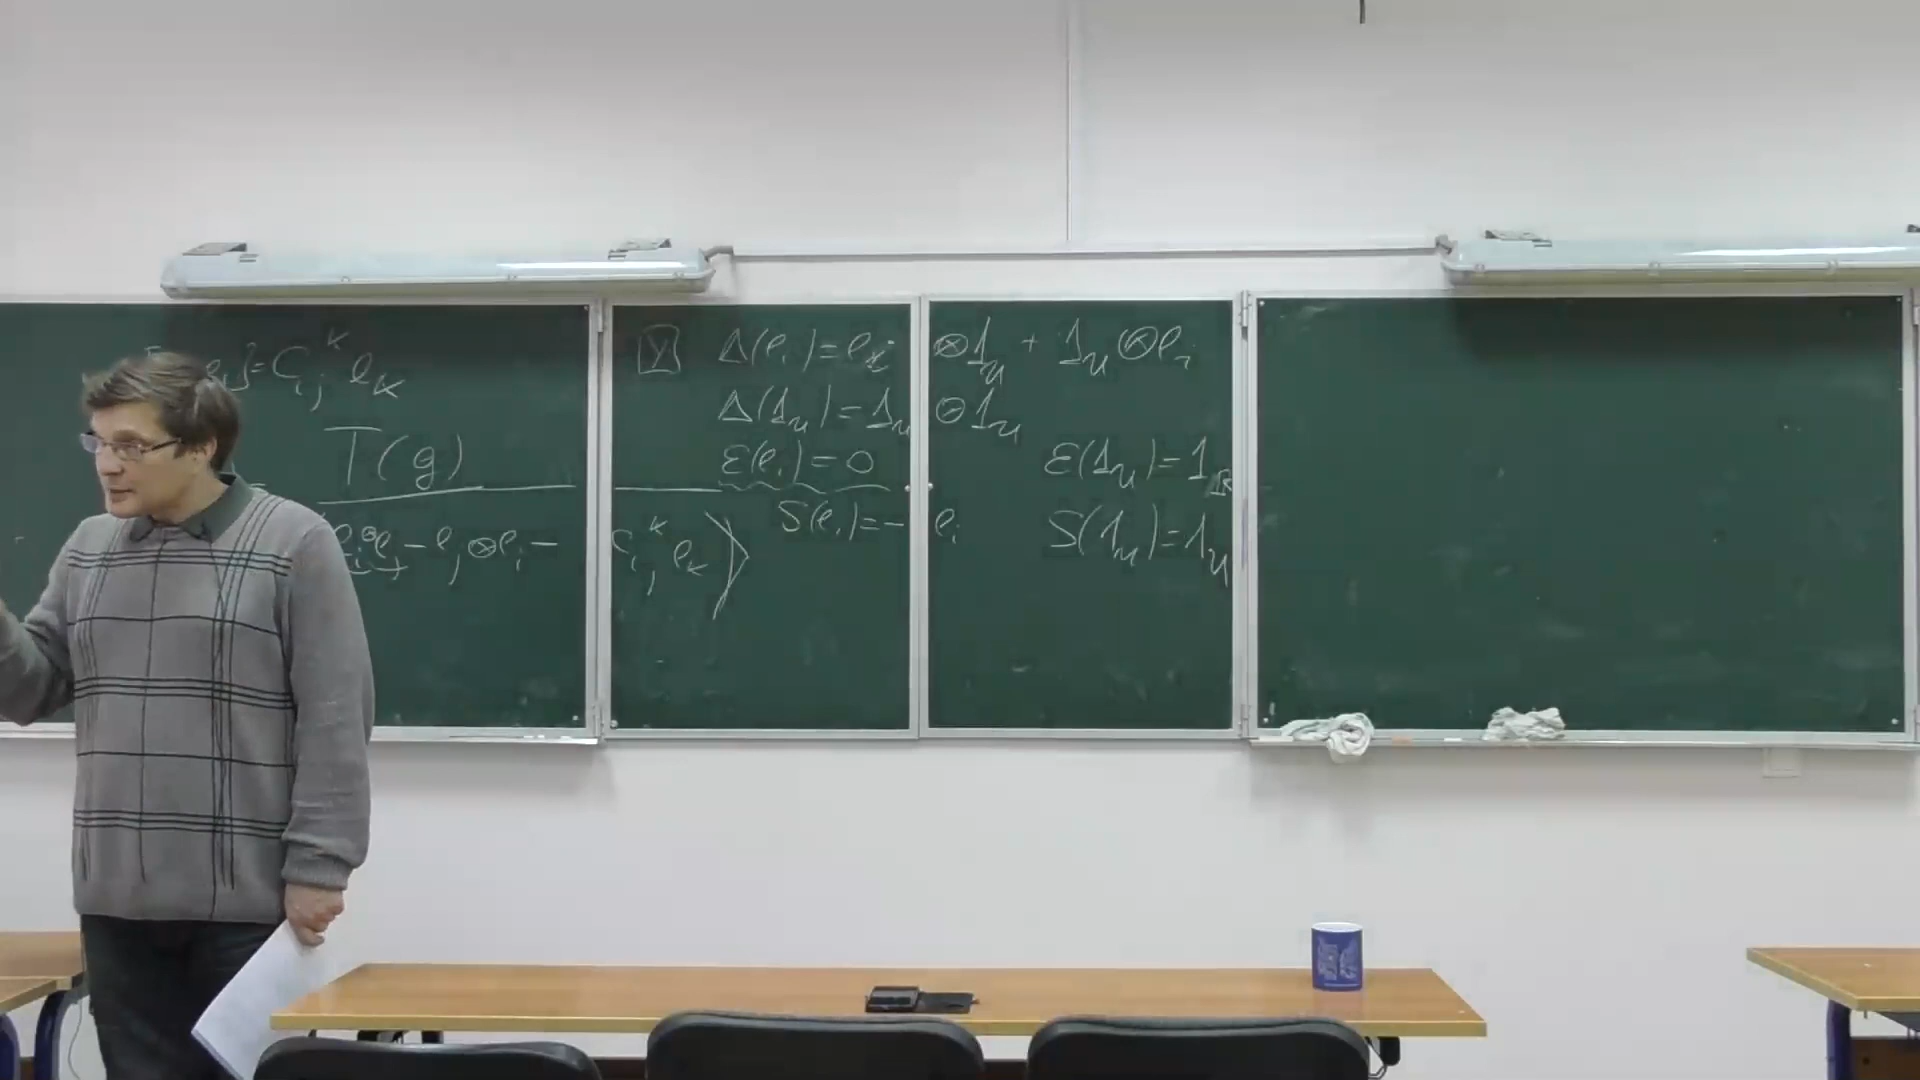 e_j]=C_{ij}^k e_k
T(g)
e_i⊗e_j – e_j⊗e_i – C_{ij}^k e_k⟩
У Δ(e_i)=e_i⊗1_u + 1_u⊗e_i
Δ(1_u)=1_u⊗1_u
ε(e_i)=0 ε(1_u)=1_k
S(e_i)=–e_i S(1_u)=1_u